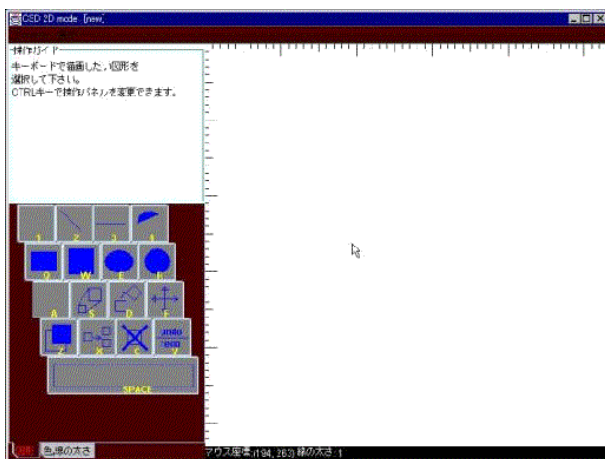 CSD 2D mode [new]
操作ガイド
キーボードで描画したい図形を
選択して下さい。
CTRLキーで操作パネルを変更できます。
1 2 3 4
Q W E R
A S D F
undo
redo
Z X C V
SPACE
図形 色,線の太さ
マウス座標:(194, 263) 線の太さ:1